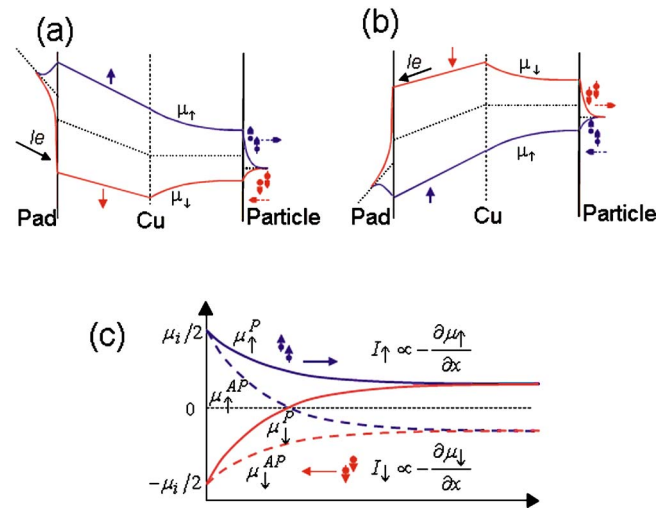 (a)
Ie
μ↑
μ↓
Pad
Cu
Particle
(b)
Ie
μ↓
μ↑
Pad
Cu
Particle
(c)
μᵢ/2
0
-μᵢ/2
μ↑ᴾ
μ↑ᴬᴾ
μ↓ᴾ
μ↓ᴬᴾ
I↑ ∝ -∂μ↑/∂x
I↓ ∝ -∂μ↓/∂x